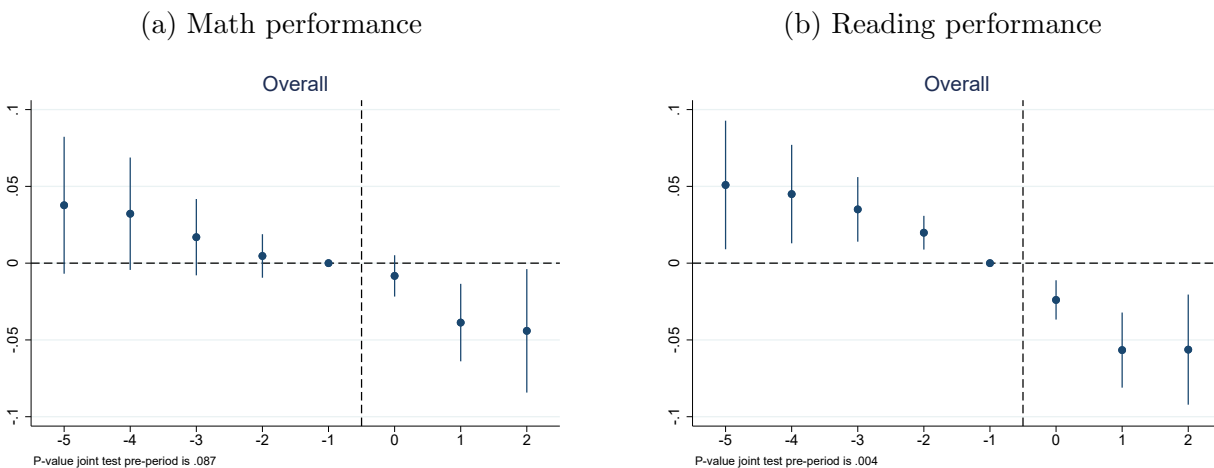 (a) Math performance
Overall
.1
.05
0
-.05
-.1
-5 -4 -3 -2 -1 0 1 2
P-value joint test pre-period is .087
(b) Reading performance
Overall
.1
.05
0
-.05
-.1
-5 -4 -3 -2 -1 0 1 2
P-value joint test pre-period is .004